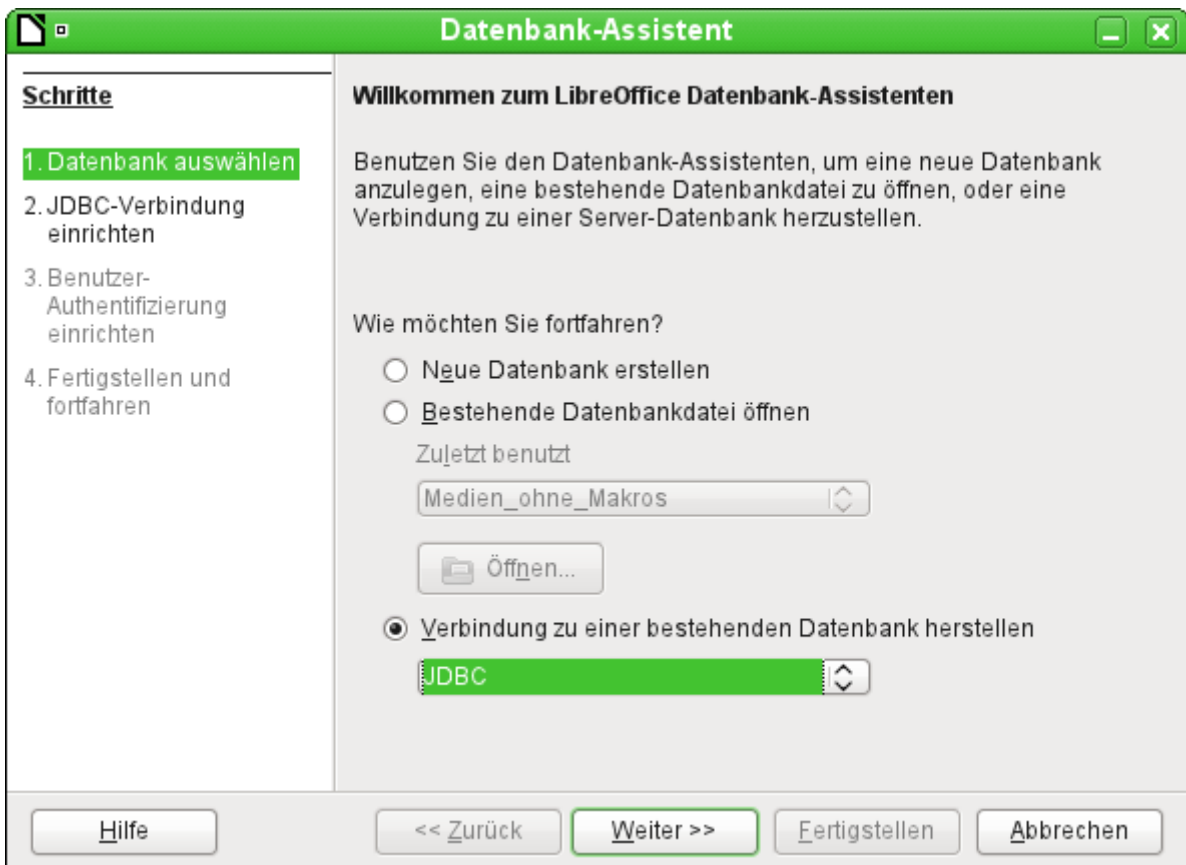 Datenbank-Assistent
Schritte
1. Datenbank auswählen
2. JDBC-Verbindung
einrichten
3. Benutzer-
Authentifizierung
einrichten
4. Fertigstellen und
fortfahren
Willkommen zum LibreOffice Datenbank-Assistenten
Benutzen Sie den Datenbank-Assistenten, um eine neue Datenbank
anzulegen, eine bestehende Datenbankdatei zu öffnen, oder eine
Verbindung zu einer Server-Datenbank herzustellen.
Wie möchten Sie fortfahren?
Neue Datenbank erstellen
Bestehende Datenbankdatei öffnen
Zuletzt benutzt
Medien_ohne_Makros
Öffnen...
Verbindung zu einer bestehenden Datenbank herstellen
JDBC
Hilfe
<< Zurück
Weiter >>
Fertigstellen
Abbrechen